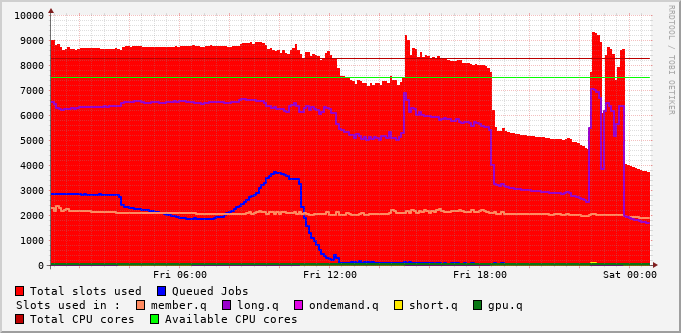 10000
9000
8000
7000
6000
5000
4000
3000
2000
1000
0
Fri 06:00 Fri 12:00 Fri 18:00 Sat 00:00
RRDTOOL / TOBI OETIKER
Total slots used Queued Jobs
Slots used in : member.q long.q ondemand.q short.q gpu.q
Total CPU cores Available CPU cores